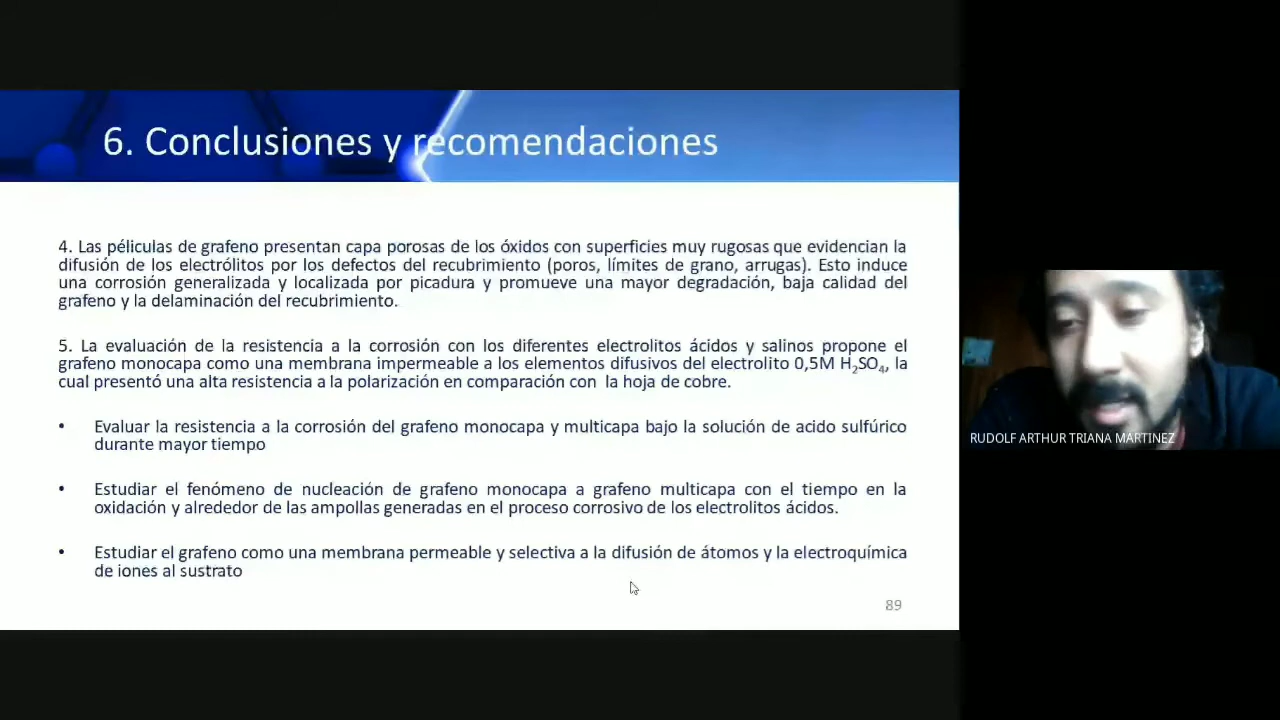 6. Conclusiones y recomendaciones
4. Las péliculas de grafeno presentan capa porosas de los óxidos con superficies muy rugosas que evidencian la
difusión de los electrólitos por los defectos del recubrimiento (poros, límites de grano, arrugas). Esto induce
una corrosión generalizada y localizada por picadura y promueve una mayor degradación, baja calidad del
grafeno y la delaminación del recubrimiento.
5. La evaluación de la resistencia a la corrosión con los diferentes electrolitos ácidos y salinos propone el
grafeno monocapa como una membrana impermeable a los elementos difusivos del electrolito 0,5M H₂SO₄, la
cual presentó una alta resistencia a la polarización en comparación con la hoja de cobre.
• Evaluar la resistencia a la corrosión del grafeno monocapa y multicapa bajo la solución de acido sulfúrico
durante mayor tiempo
• Estudiar el fenómeno de nucleación de grafeno monocapa a grafeno multicapa con el tiempo en la
oxidación y alrededor de las ampollas generadas en el proceso corrosivo de los electrolitos ácidos.
• Estudiar el grafeno como una membrana permeable y selectiva a la difusión de átomos y la electroquímica
de iones al sustrato
89
RUDOLF ARTHUR TRIANA MARTINEZ